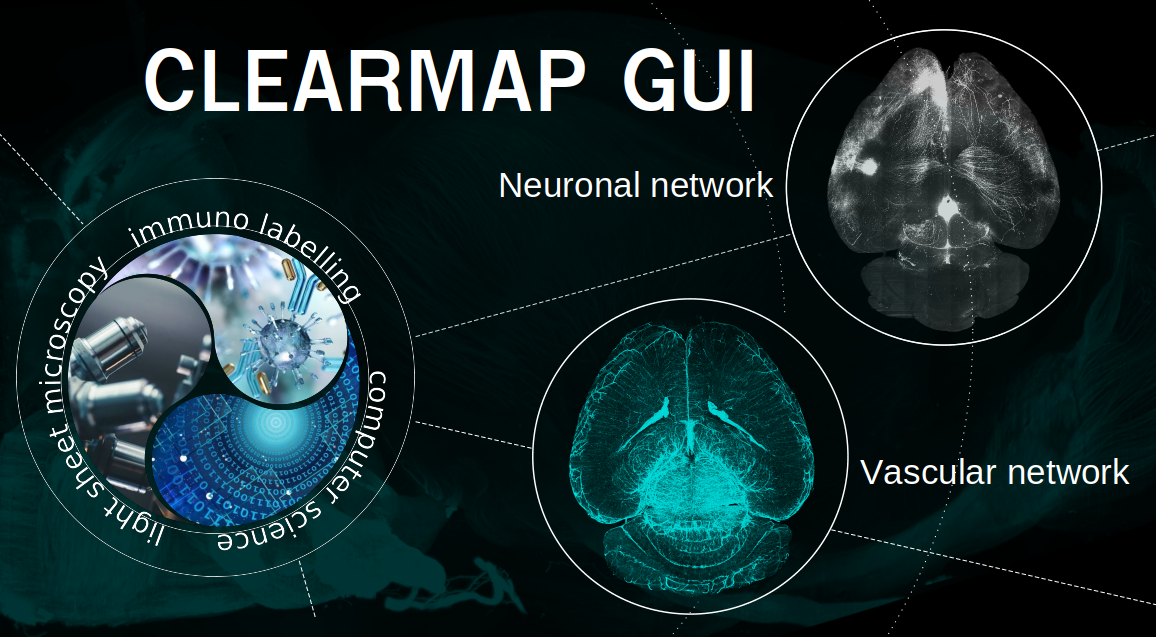 CLEARMAP GUI
Neuronal network
immuno labelling
light sheet microscopy
computer science
Vascular network